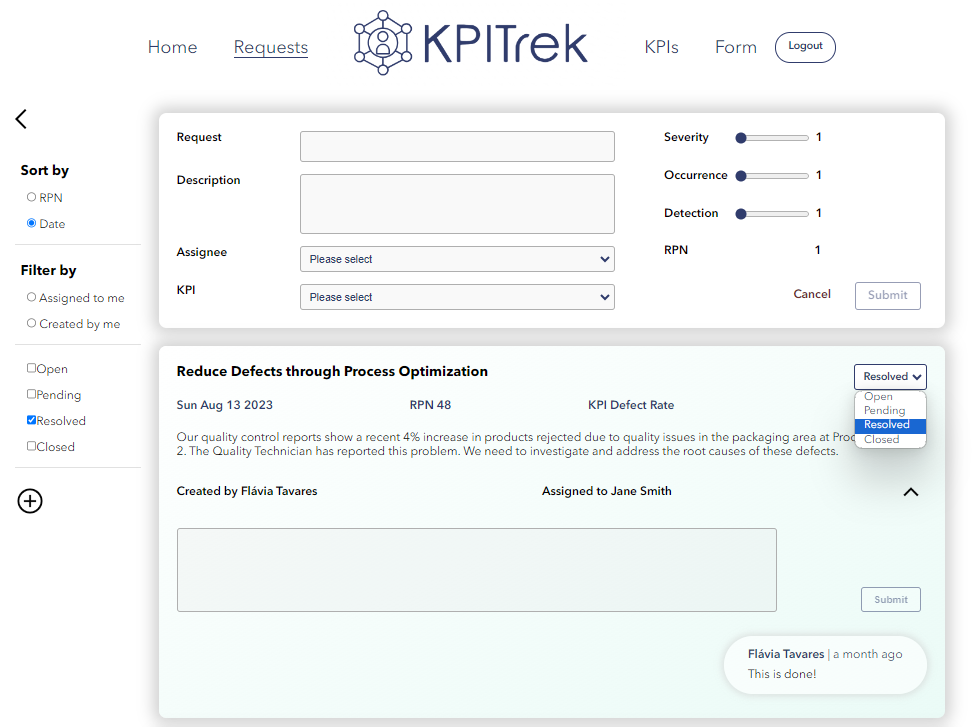 Home
Requests
KPITrek
KPIs
Form
Logout
Sort by
RPN
Date
Filter by
Assigned to me
Created by me
Open
Pending
Resolved
Closed
Request
Description
Assignee
Please select
KPI
Please select
Severity 1
Occurrence 1
Detection 1
RPN 1
Cancel
Submit
Reduce Defects through Process Optimization
Resolved
Open
Pending
Resolved
Closed
Sun Aug 13 2023
RPN 48
KPI Defect Rate
Our quality control reports show a recent 4% increase in products rejected due to quality issues in the packaging area at
2. The Quality Technician has reported this problem. We need to investigate and address the root causes of these defects.
Created by Flávia Tavares
Assigned to Jane Smith
Submit
Flávia Tavares | a month ago
This is done!